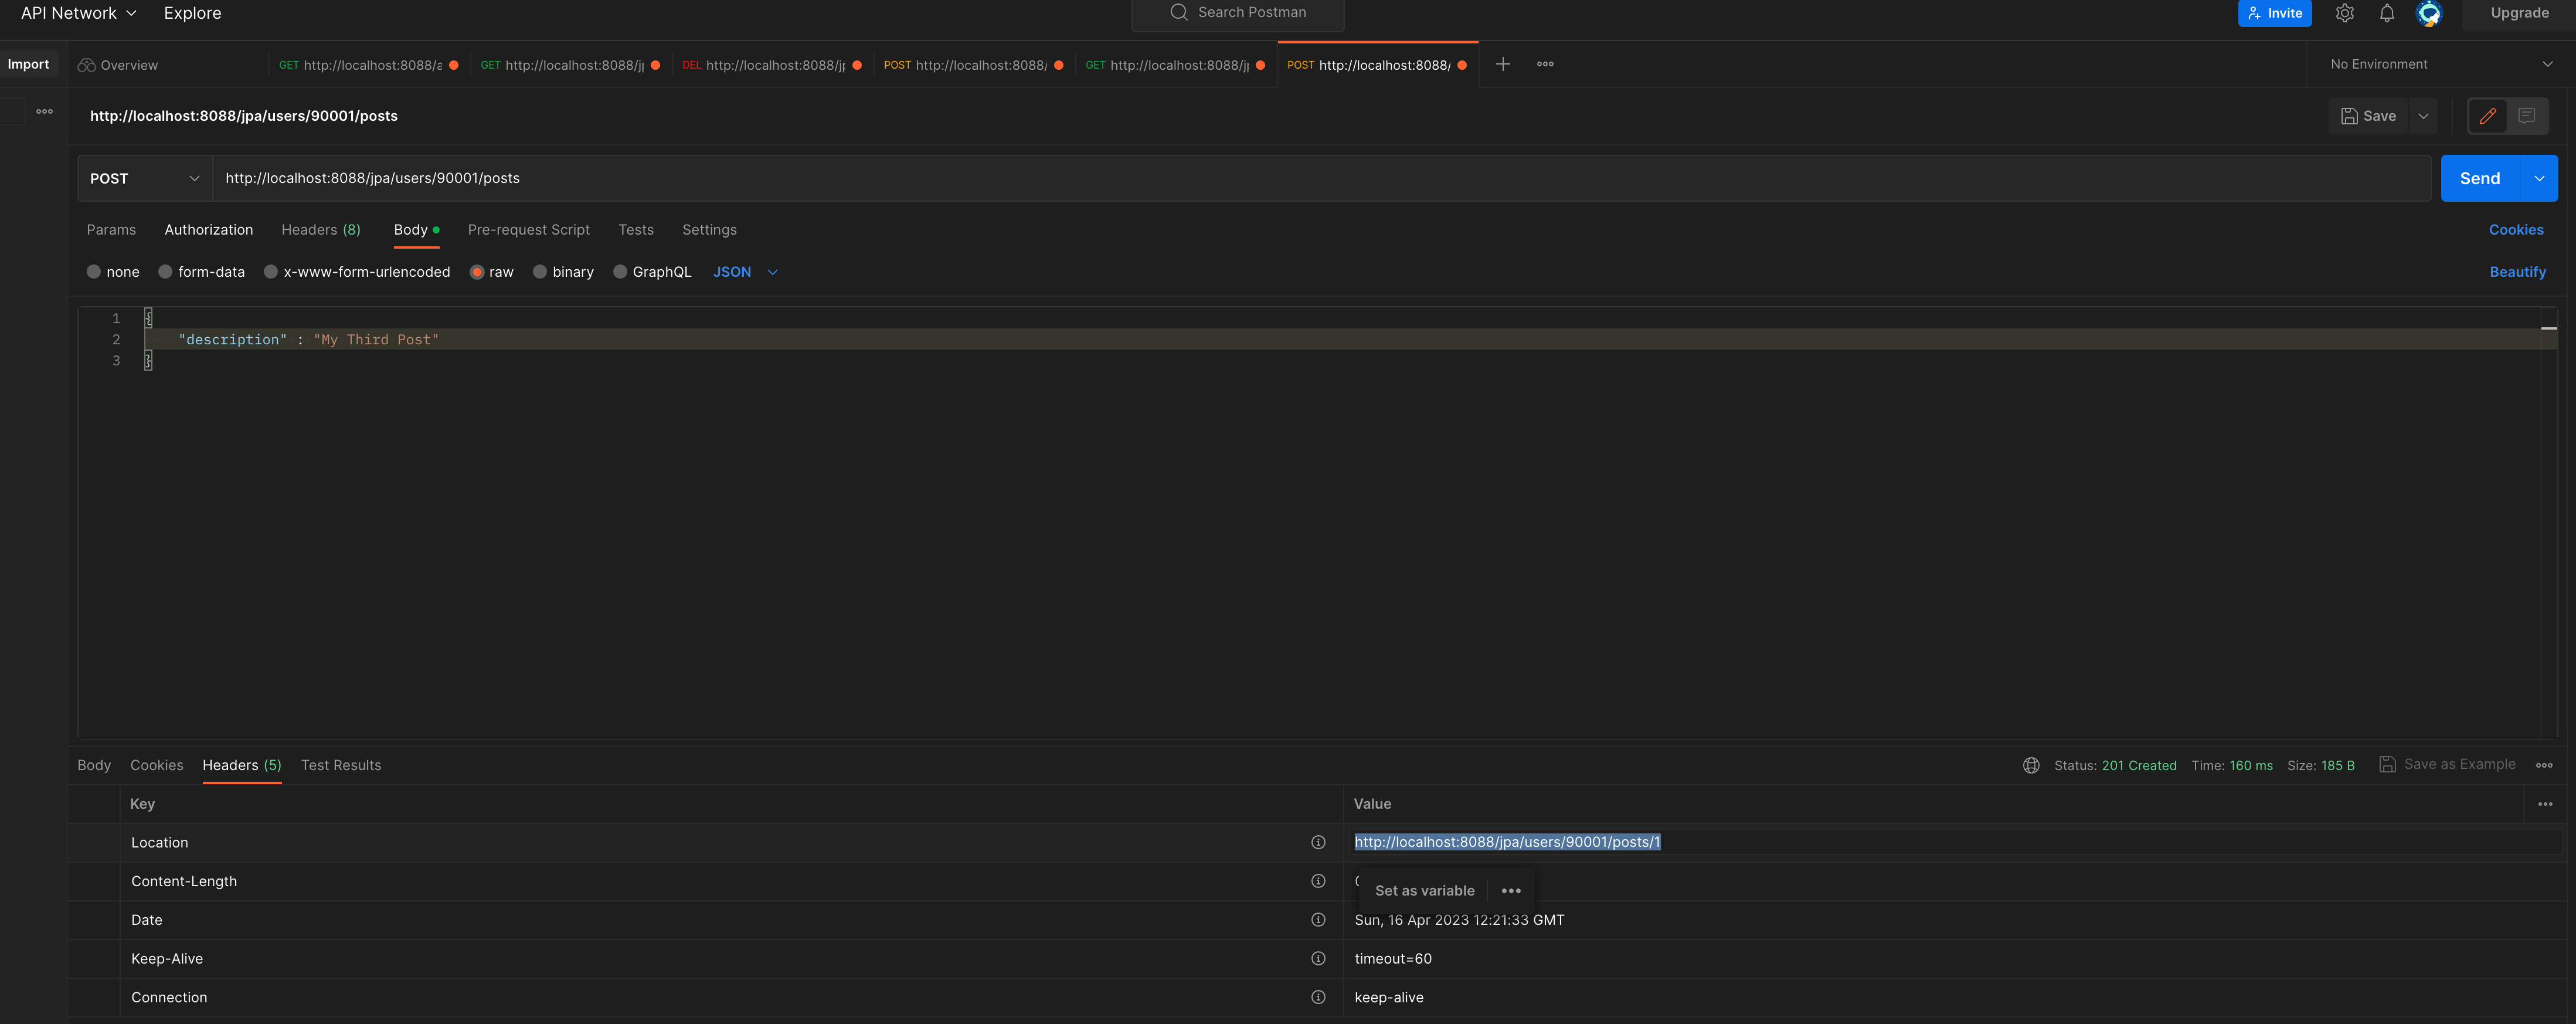 API Network Explore Search Postman Invite Upgrade
Import Overview GET http://localhost:8088/a GET http://localhost:8088/jp DEL http://localhost:8088/jp POST http://localhost:8088/ GET http://localhost:8088/jp POST http://localhost:8088/ No Environment
http://localhost:8088/jpa/users/90001/posts Save
POST http://localhost:8088/jpa/users/90001/posts Send
Params Authorization Headers (8) Body Pre-request Script Tests Settings Cookies
none form-data x-www-form-urlencoded raw binary GraphQL JSON Beautify
1 {
2 "description" : "My Third Post"
3 }
Body Cookies Headers (5) Test Results Status: 201 Created Time: 160 ms Size: 185 B Save as Example
Key Value
Location http://localhost:8088/jpa/users/90001/posts/1
Content-Length
Set as variable
Date Sun, 16 Apr 2023 12:21:33 GMT
Keep-Alive timeout=60
Connection keep-alive